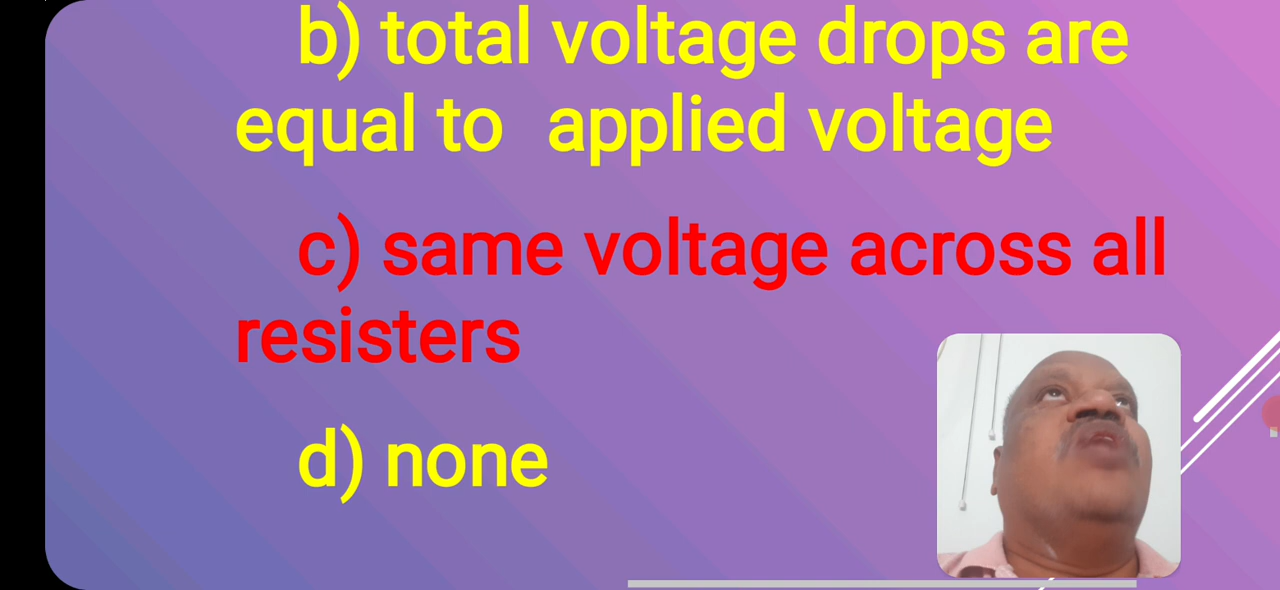 b) total voltage drops are
equal to  applied voltage
c) same voltage across all
resisters
d) none